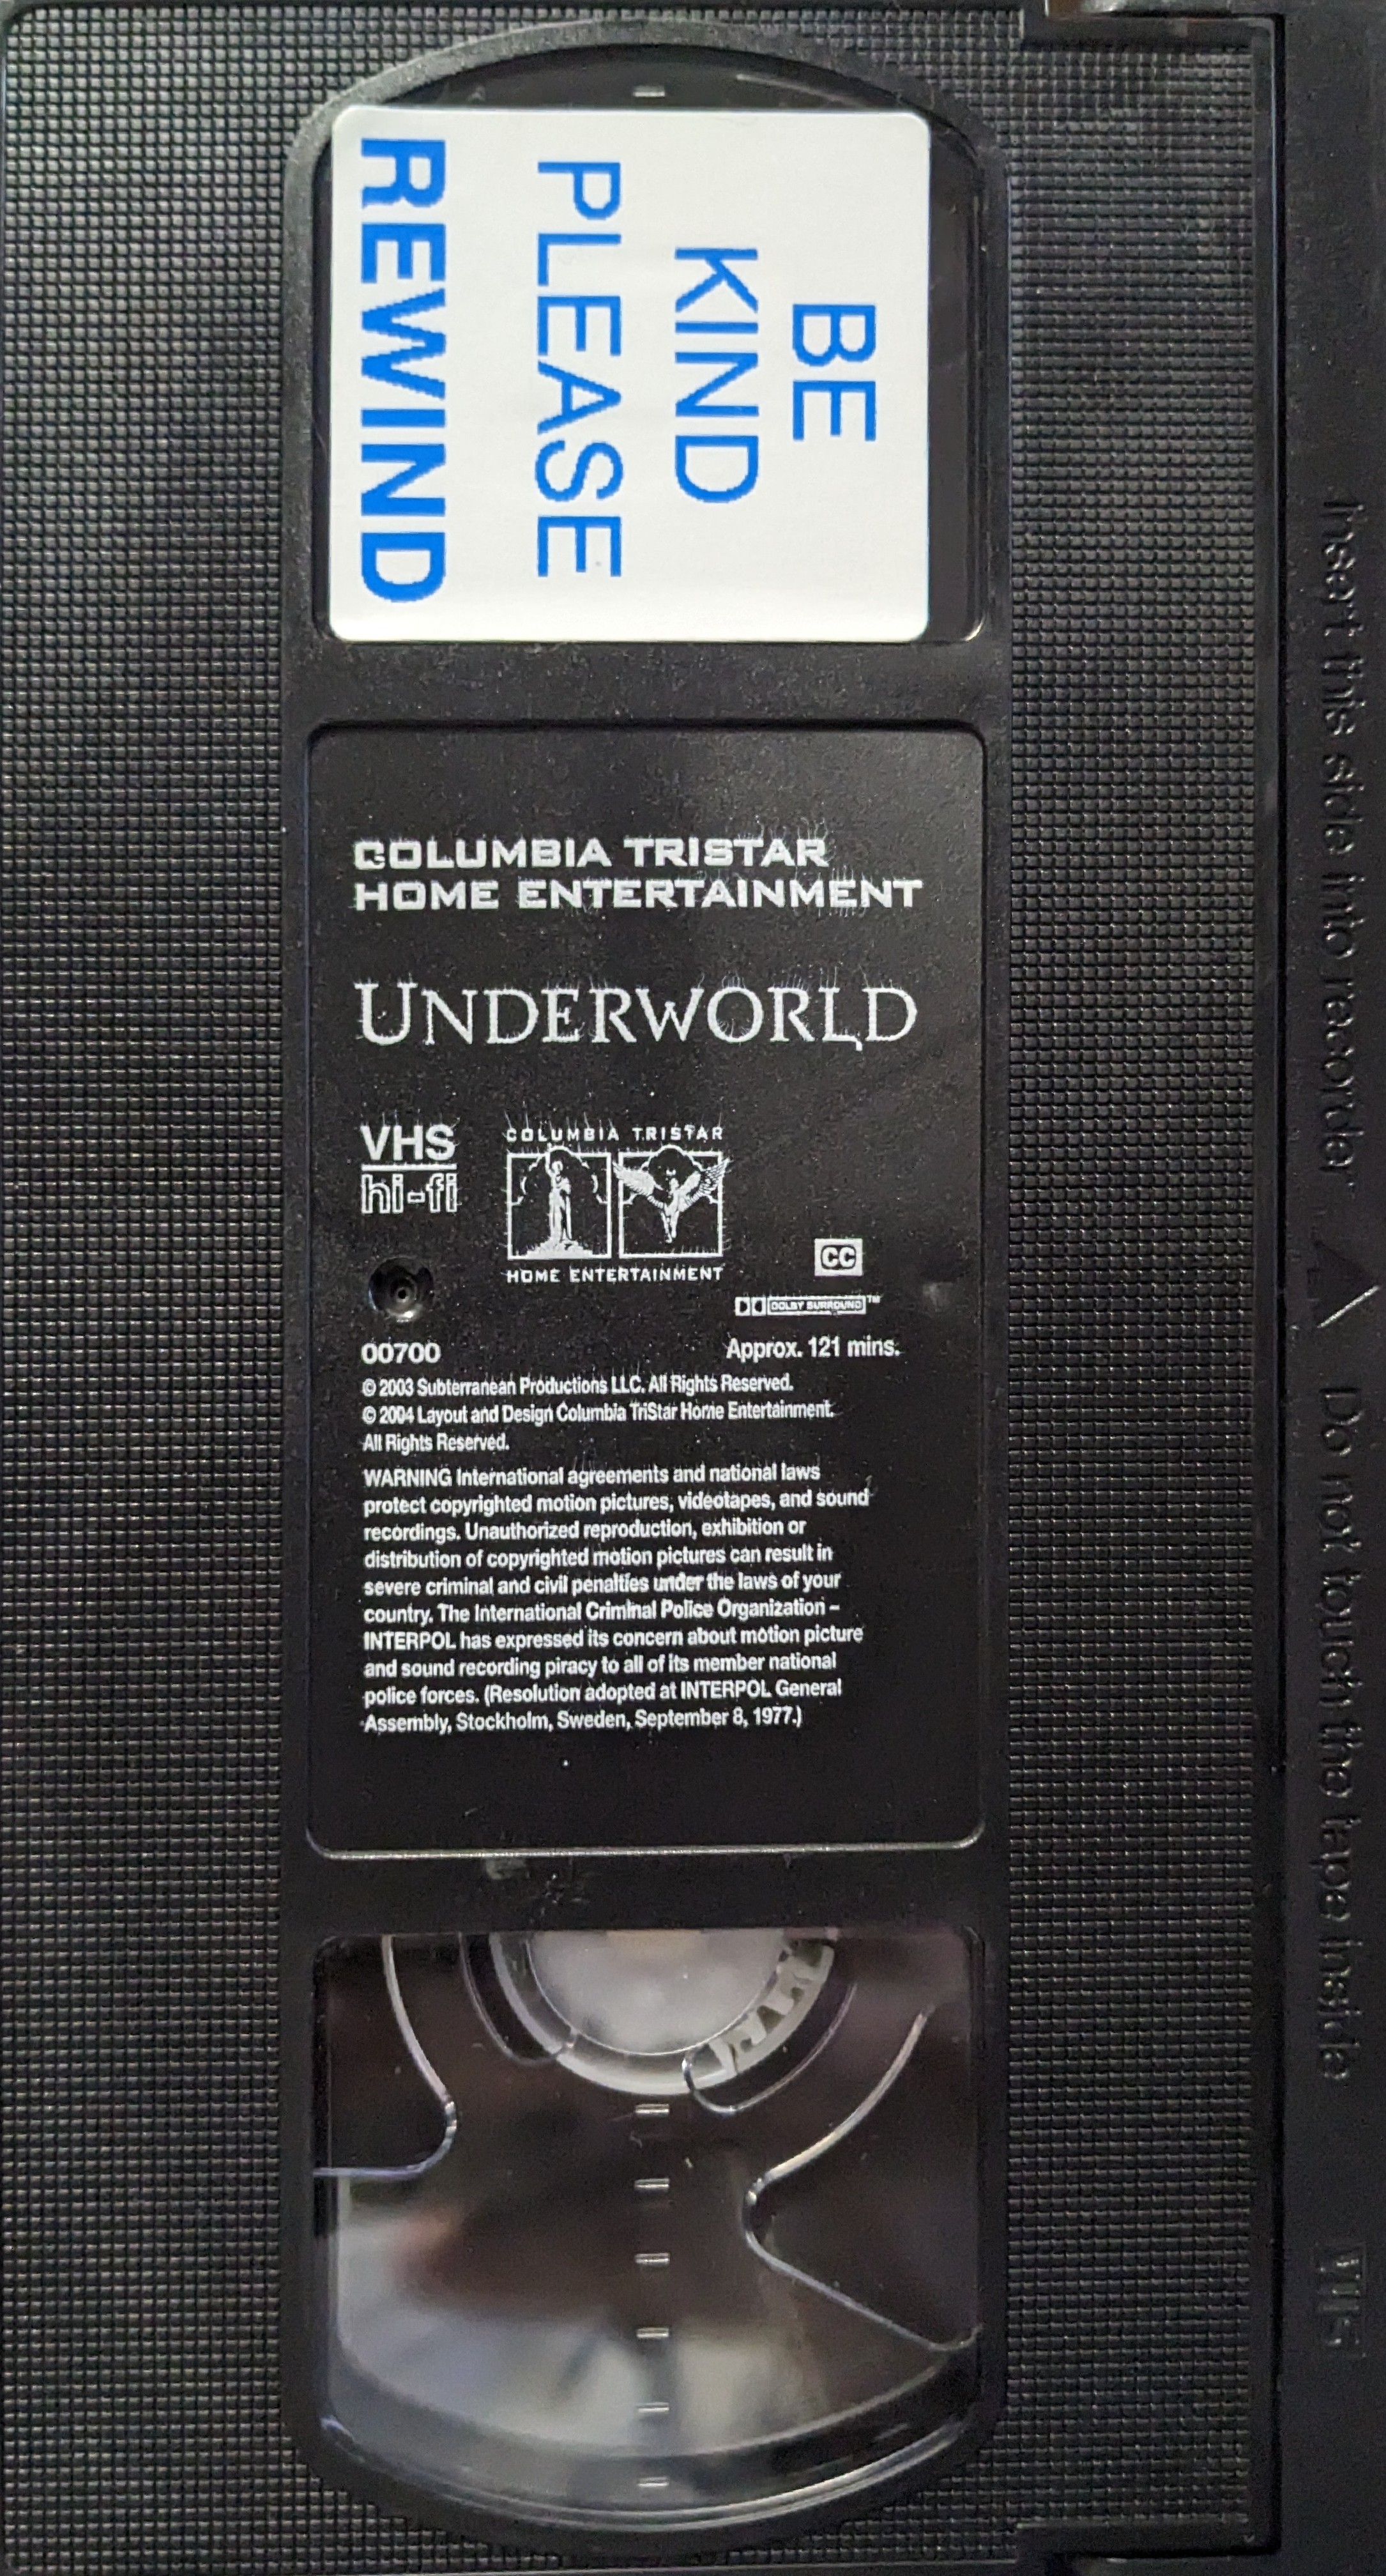 BE
KIND
PLEASE
REWIND
COLUMBIA TRISTAR
HOME ENTERTAINMENT
UNDERWORLD
VHS
hi-fi
COLUMBIA TRISTAR
HOME ENTERTAINMENT
CC
DOLBY SURROUND™
00700
Approx. 121 mins.
© 2003 Subterranean Productions LLC. All Rights Reserved.
© 2004 Layout and Design Columbia TriStar Home Entertainment.
All Rights Reserved.
WARNING International agreements and national laws
protect copyrighted motion pictures, videotapes, and sound
recordings. Unauthorized reproduction, exhibition or
distribution of copyrighted motion pictures can result in
severe criminal and civil penalties under the laws of your
country. The International Criminal Police Organization –
INTERPOL has expressed its concern about motion picture
and sound recording piracy to all of its member national
police forces. (Resolution adopted at INTERPOL General
Assembly, Stockholm, Sweden, September 8, 1977.)
Insert this side into recorder
Do not touch the tape inside
VHS